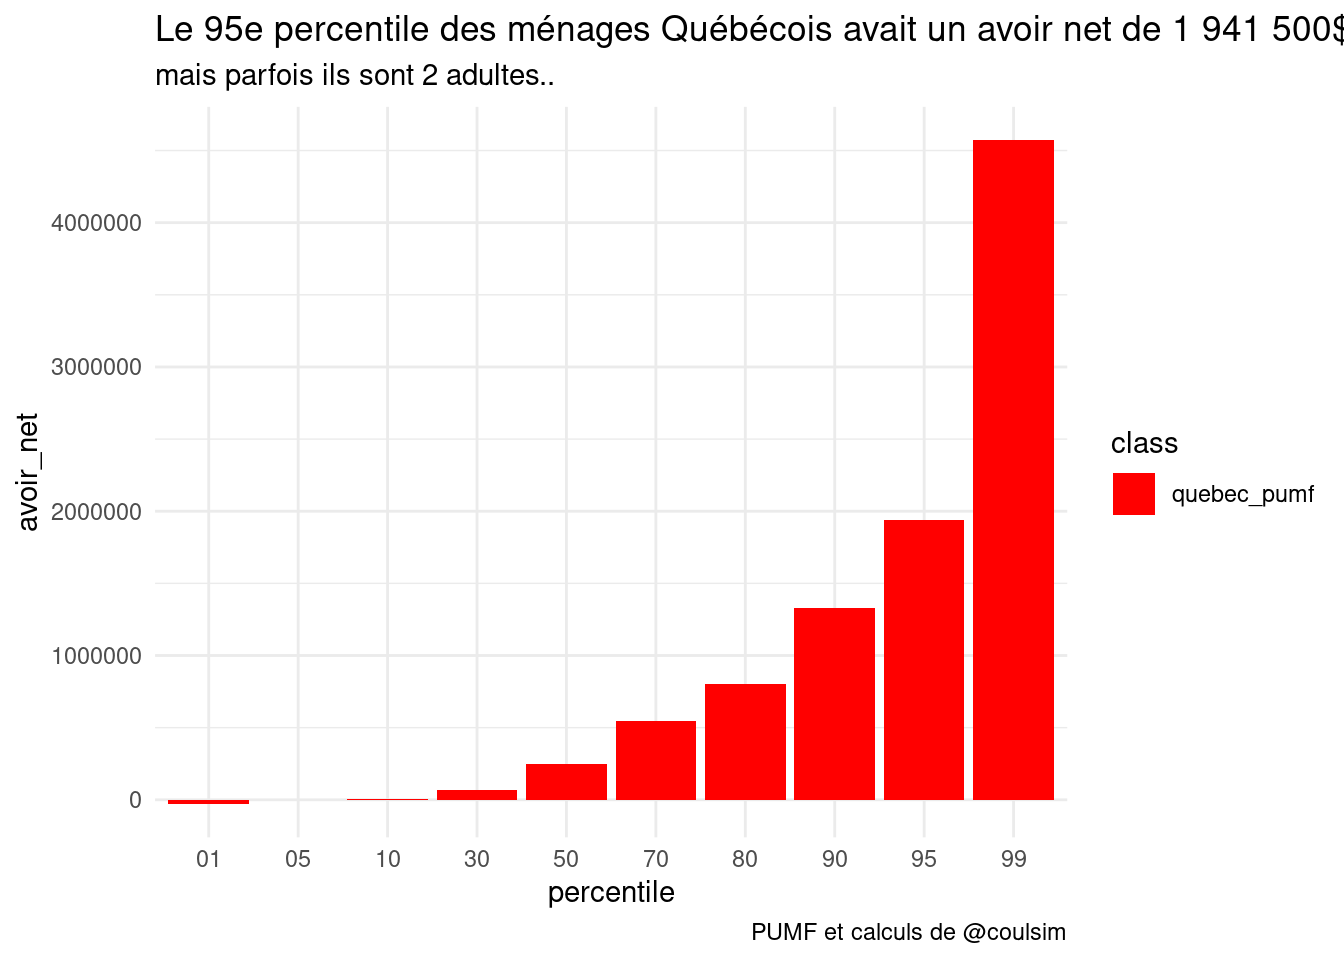 Le 95e percentile des ménages Québécois avait un avoir net de 1 941 500$
mais parfois ils sont 2 adultes..
avoir_net
4000000
3000000
2000000
1000000
0
01 05 10 30 50 70 80 90 95 99
percentile
class
quebec_pumf
PUMF et calculs de @coulsim